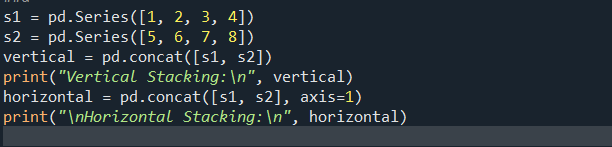 s1 = pd.Series([1, 2, 3, 4])
s2 = pd.Series([5, 6, 7, 8])
vertical = pd.concat([s1, s2])
print("Vertical Stacking:\n", vertical)
horizontal = pd.concat([s1, s2], axis=1)
print("\nHorizontal Stacking:\n", horizontal)